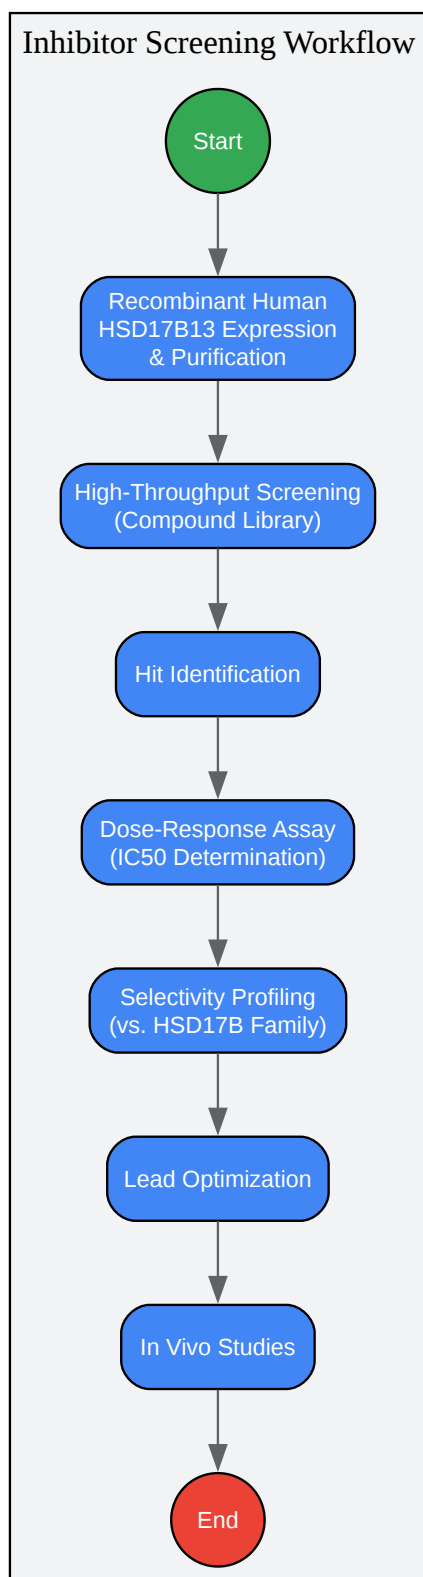 Inhibitor Screening Workflow
Start
Recombinant Human
HSD17B13 Expression
& Purification
High-Throughput Screening
(Compound Library)
Hit Identification
Dose-Response Assay
(IC50 Determination)
Selectivity Profiling
(vs. HSD17B Family)
Lead Optimization
In Vivo Studies
End